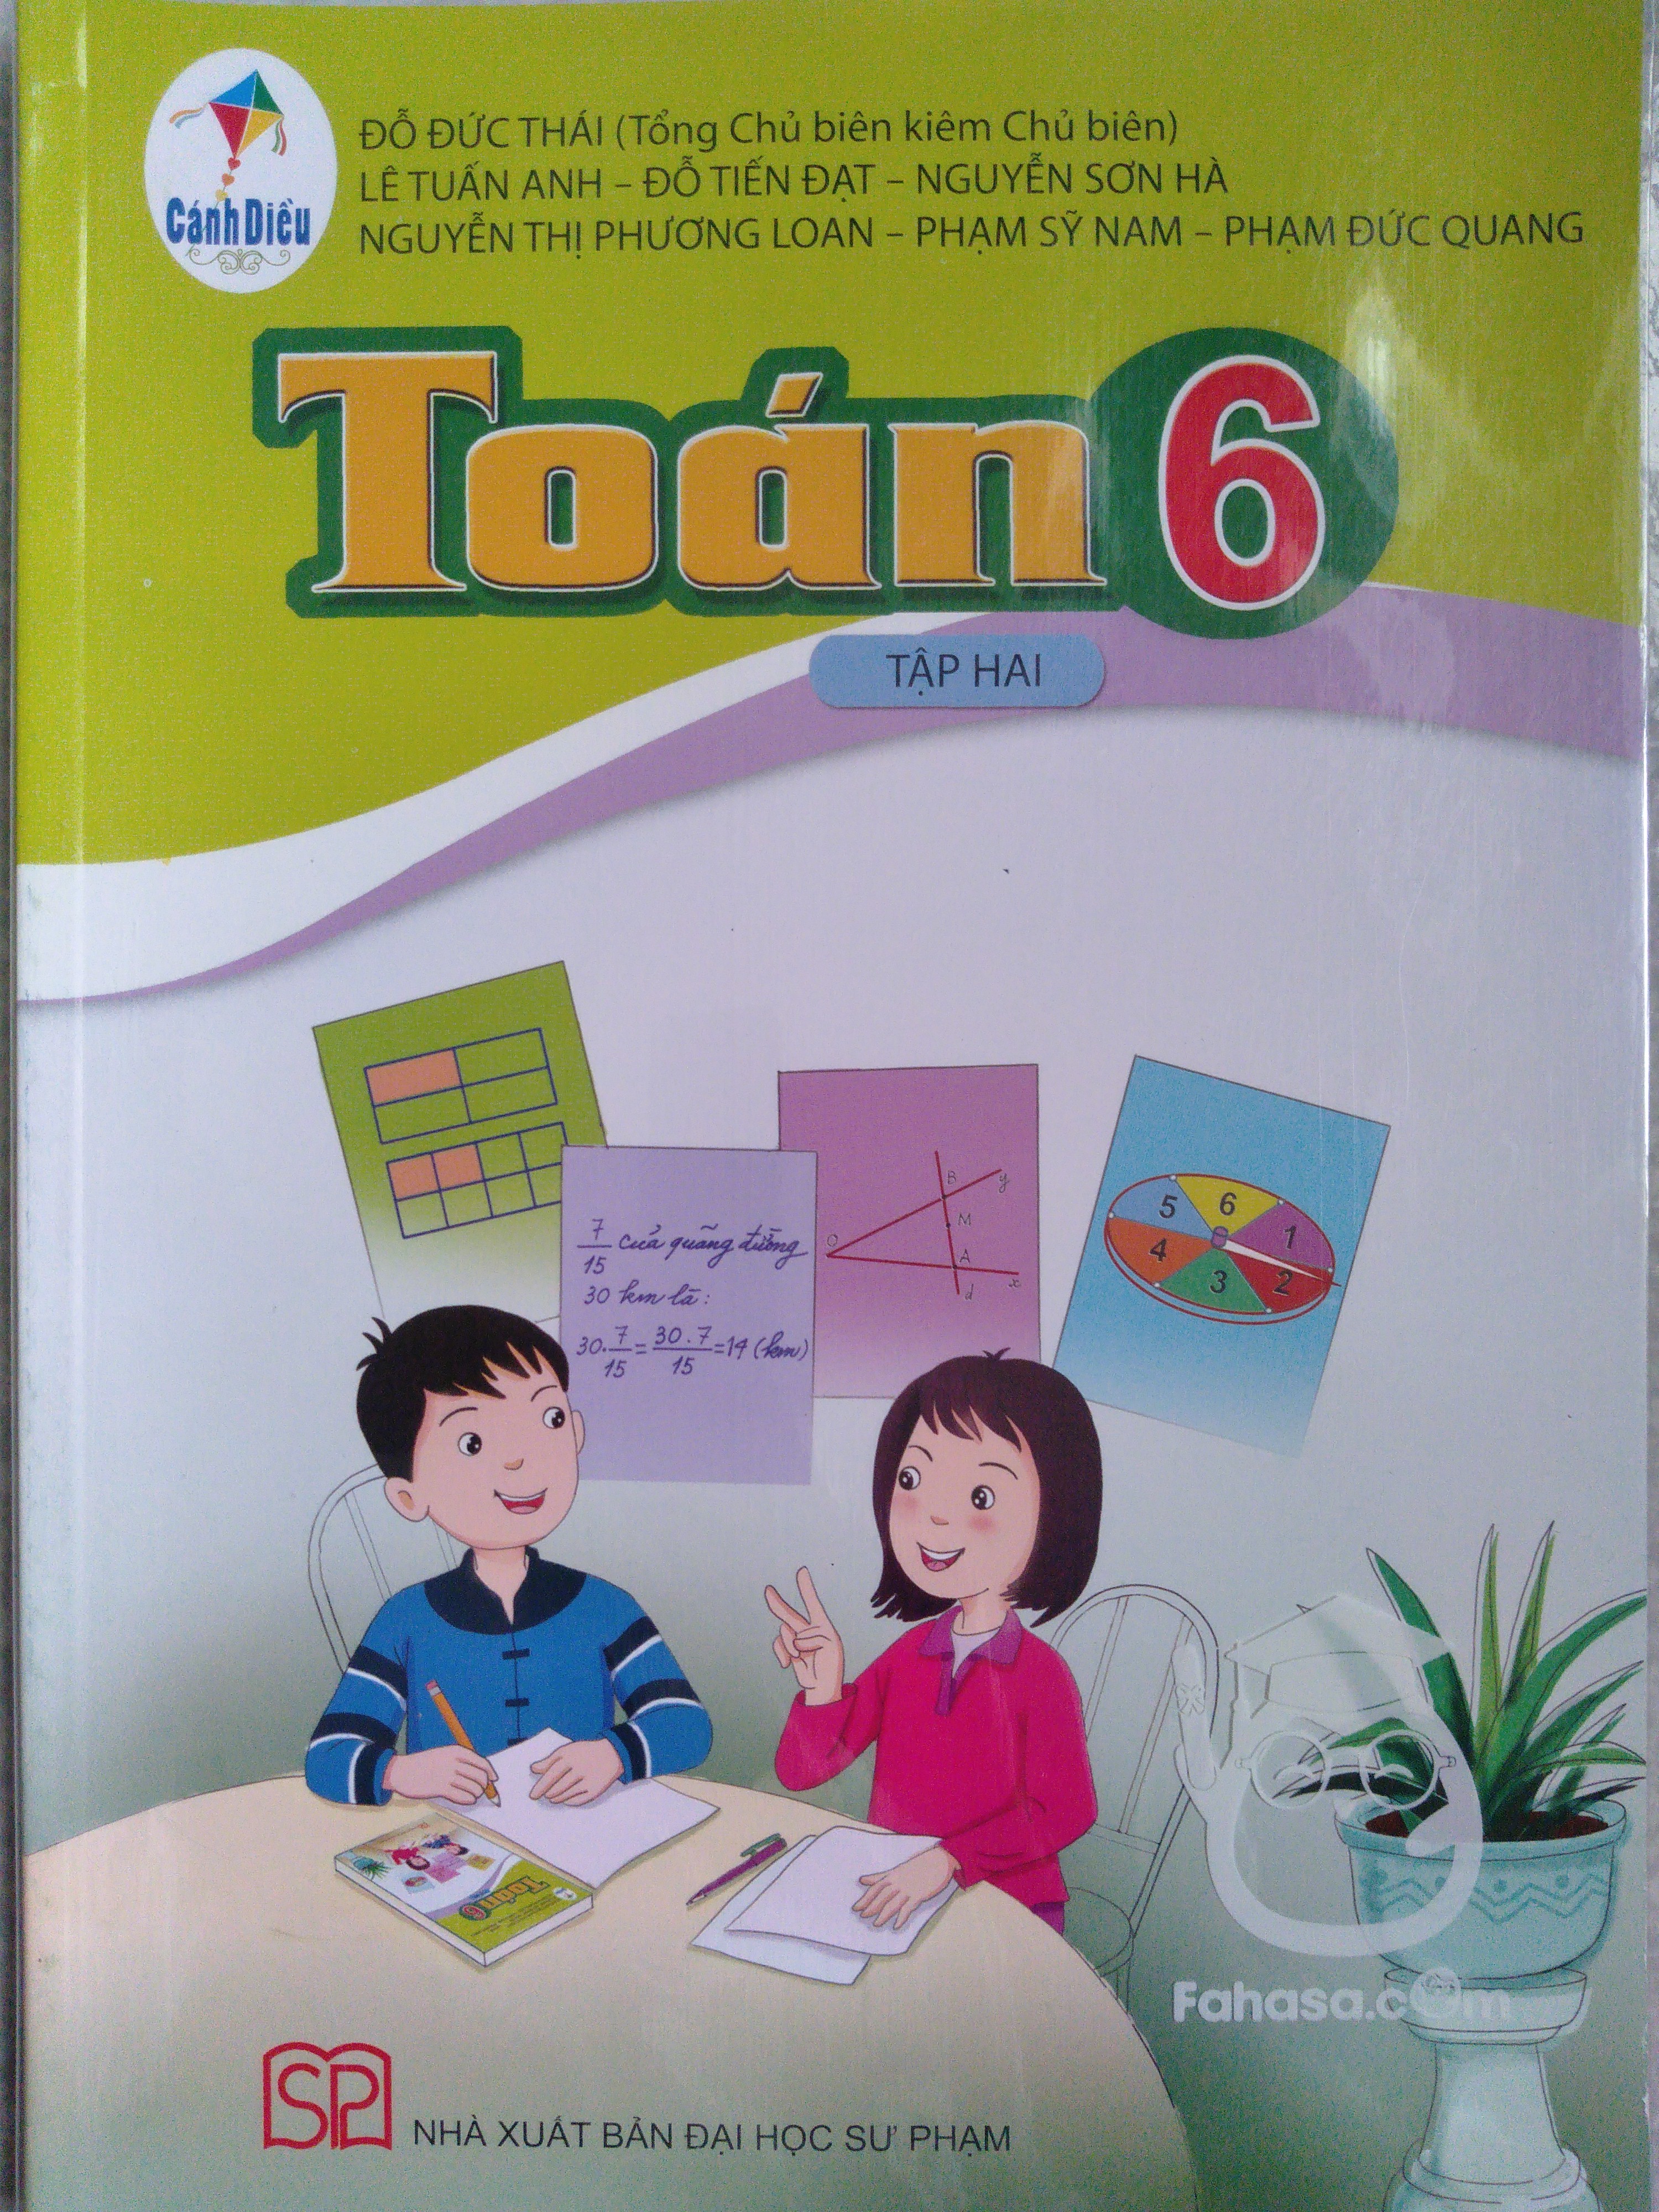 Cánh Diều
ĐỖ ĐỨC THÁI (Tổng Chủ biên kiêm Chủ biên)
LÊ TUẤN ANH – ĐỖ TIẾN ĐẠT – NGUYỄN SƠN HÀ
NGUYỄN THỊ PHƯƠNG LOAN – PHẠM SỸ NAM – PHẠM ĐỨC QUANG
Toán 6
TẬP HAI
7/15 của quãng đường
30 km là:
30 . 7/15 = 30 . 7/15 = 14 (km)
B y
M
O A
d x
5 6 1
4 3 2
Toán 6
Fahasa.com
SP
NHÀ XUẤT BẢN ĐẠI HỌC SƯ PHẠM